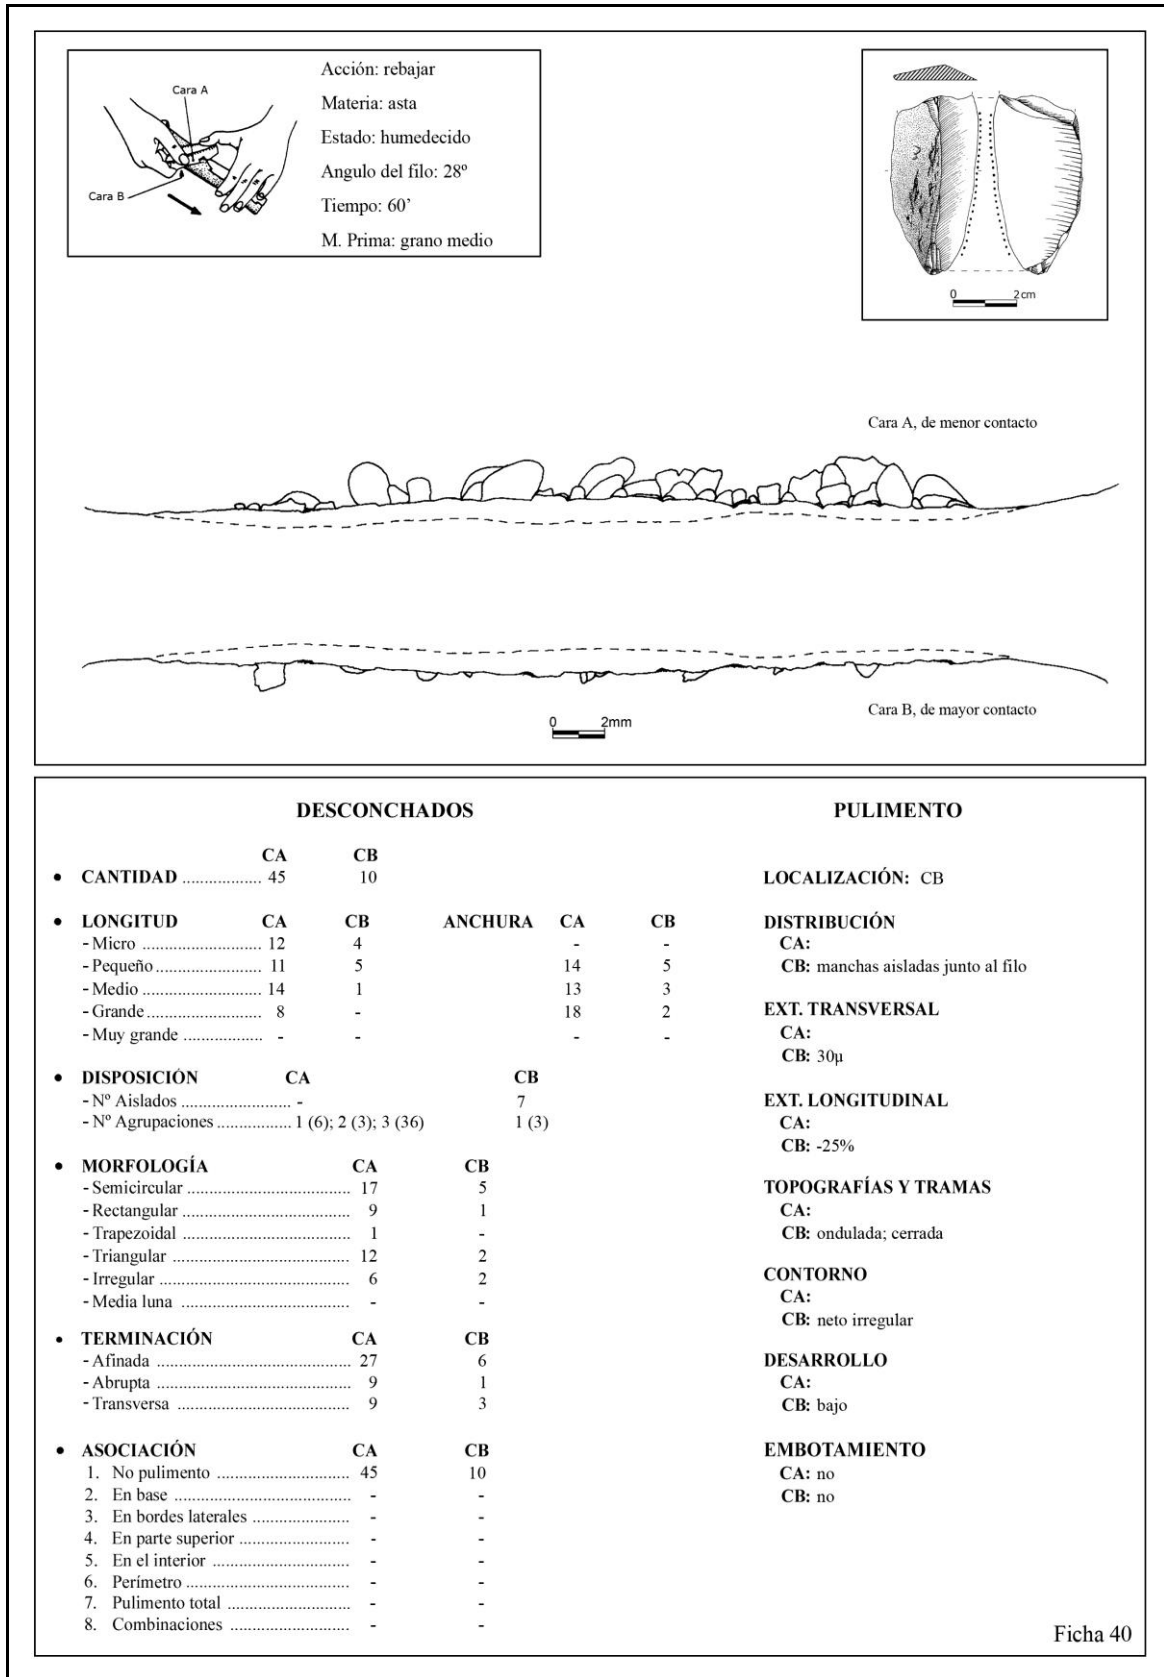 Cara A
Cara B
Acción: rebajar
Materia: asta
Estado: humedecido
Angulo del filo: 28º
Tiempo: 60’
M. Prima: grano medio
0 2cm
Cara A, de menor contacto
Cara B, de mayor contacto
0 2mm
DESCONCHADOS
CA CB
• CANTIDAD .................. 45 10
• LONGITUD CA CB ANCHURA CA CB
- Micro ........................... 12 4 - -
- Pequeño ........................ 11 5 14 5
- Medio ........................... 14 1 13 3
- Grande .......................... 8 - 18 2
- Muy grande .................. - - - -
• DISPOSICIÓN CA CB
- Nº Aislados ......................... - 7
- Nº Agrupaciones ................. 1 (6); 2 (3); 3 (36) 1 (3)
• MORFOLOGÍA CA CB
- Semicircular ..................................... 17 5
- Rectangular ...................................... 9 1
- Trapezoidal ...................................... 1 -
- Triangular ........................................ 12 2
- Irregular ........................................... 6 2
- Media luna ...................................... - -
• TERMINACIÓN CA CB
- Afinada ............................................ 27 6
- Abrupta ............................................ 9 1
- Transversa ....................................... 9 3
• ASOCIACIÓN CA CB
1. No pulimento .............................. 45 10
2. En base ........................................ - -
3. En bordes laterales ...................... - -
4. En parte superior ......................... - -
5. En el interior ............................... - -
6. Perímetro ..................................... - -
7. Pulimento total ............................ - -
8. Combinaciones ........................... - -
PULIMENTO
LOCALIZACIÓN: CB
DISTRIBUCIÓN
CA:
CB: manchas aisladas junto al filo
EXT. TRANSVERSAL
CA:
CB: 30µ
EXT. LONGITUDINAL
CA:
CB: -25%
TOPOGRAFÍAS Y TRAMAS
CA:
CB: ondulada; cerrada
CONTORNO
CA:
CB: neto irregular
DESARROLLO
CA:
CB: bajo
EMBOTAMIENTO
CA: no
CB: no
Ficha 40